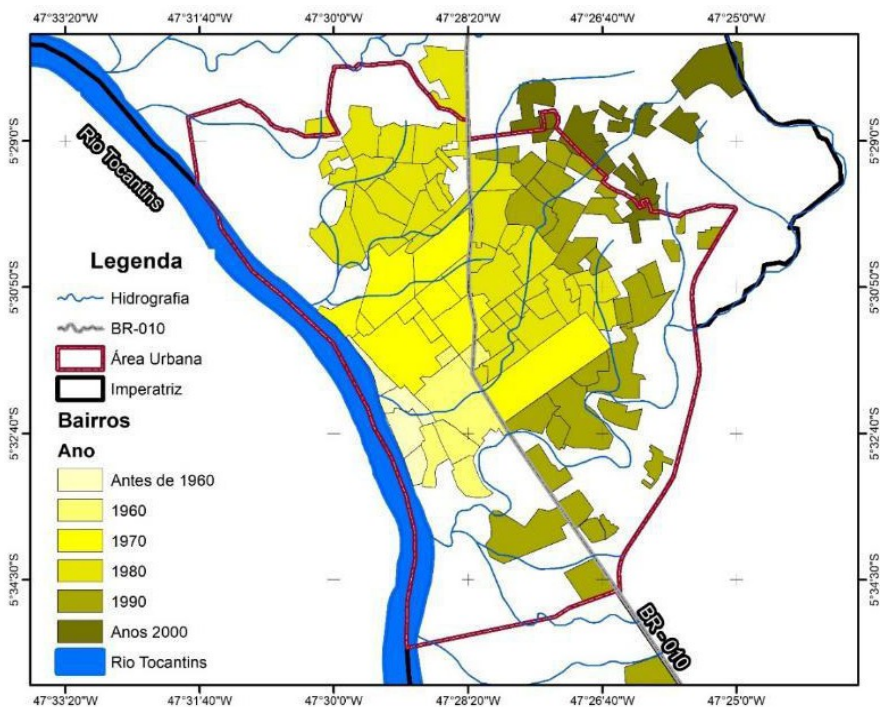 47°33'20"W 47°31'40"W 47°30'0"W 47°28'20"W 47°26'40"W 47°25'0"W
5°29'0"S 5°29'0"S
Rio Tocantins
Legenda
Hidrografia
5°30'50"S 5°30'50"S
BR-010
Área Urbana
Imperatriz
Bairros
5°32'40"S 5°32'40"S
Ano
Antes de 1960
1960
1970
1980
5°34'30"S 5°34'30"S
1990
Anos 2000
BR-010
Rio Tocantins
47°33'20"W 47°31'40"W 47°30'0"W 47°28'20"W 47°26'40"W 47°25'0"W